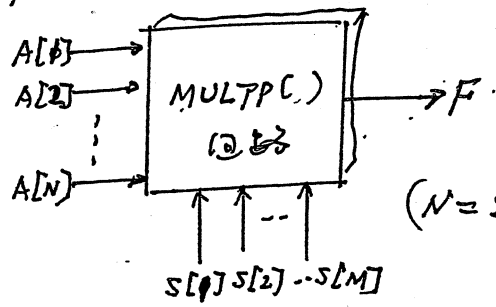 A[1]
A[2]
A[N]
MULTP( )
F
(N=
S[1] S[2] -- S[M]